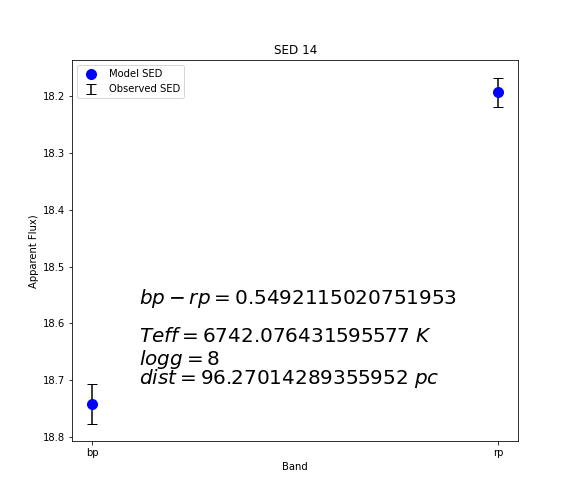 SED 14
Model SED
Observed SED
18.2
18.3
18.4
18.5
18.6
18.7
18.8
Apparent Flux)
bp − rp = 0.5492115020751953
Teff = 6742.076431595577 K
logg = 8
dist = 96.27014289355952 pc
bp
rp
Band